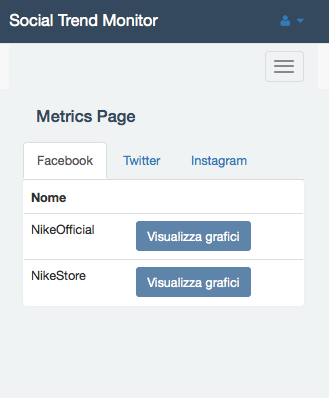 Social Trend Monitor
Metrics Page
Facebook Twitter Instagram
Nome
NikeOfficial Visualizza grafici
NikeStore Visualizza grafici